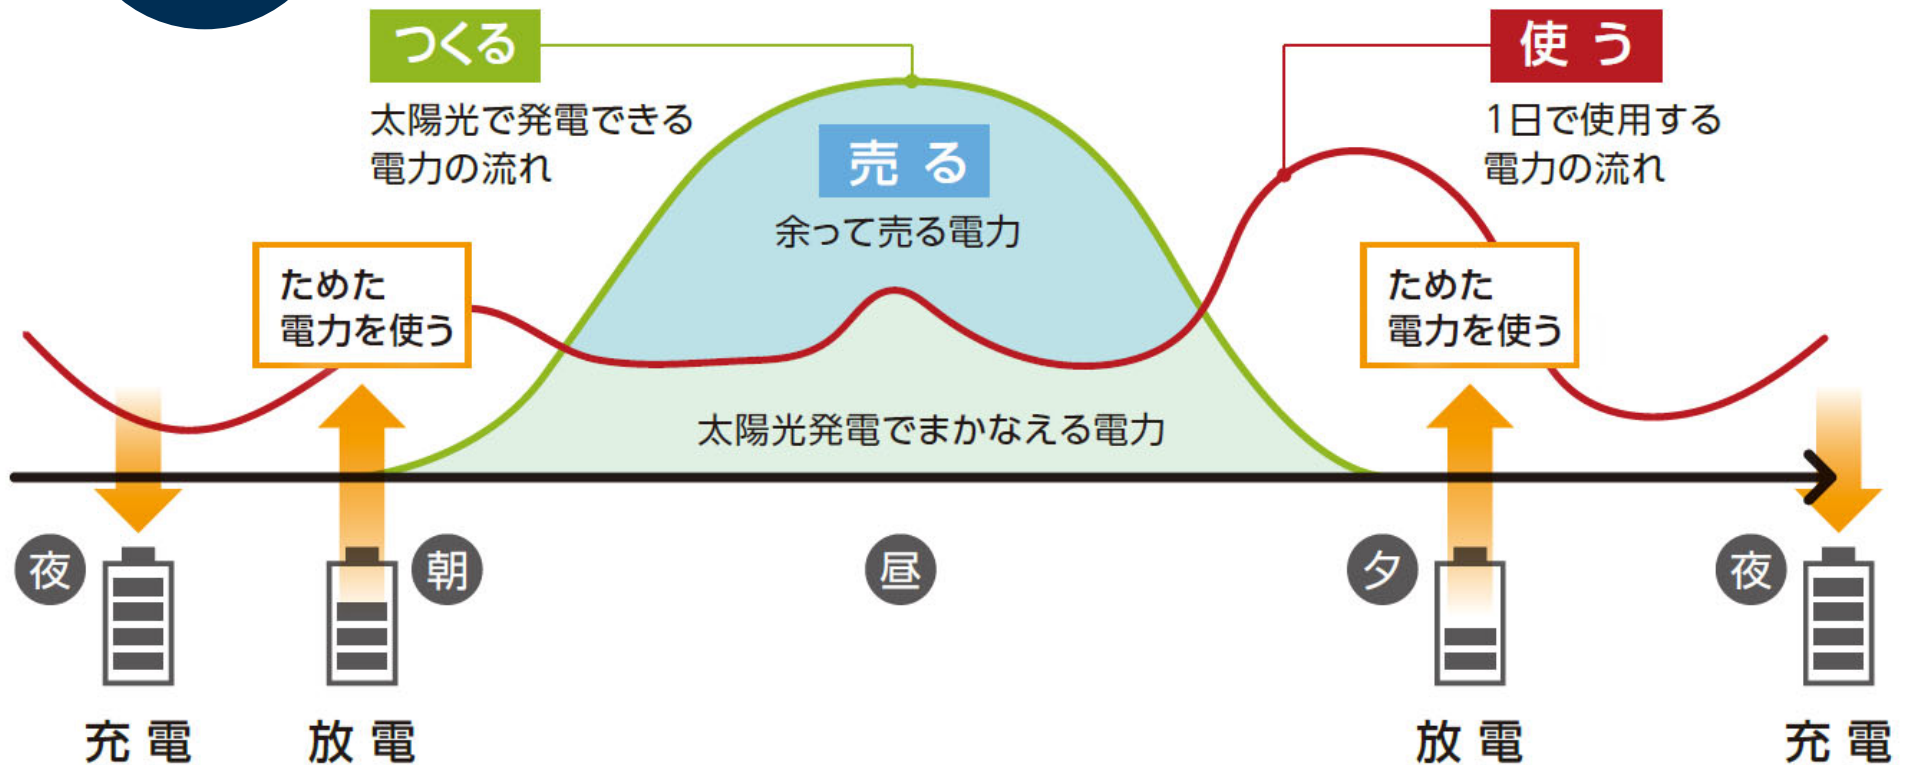 つくる
太陽光で発電できる
電力の流れ
使う
1日で使用する
電力の流れ
売る
余って売る電力
ためた
電力を使う
ためた
電力を使う
太陽光発電でまかなえる電力
夜
朝
昼
夕
夜
充電
放電
放電
充電